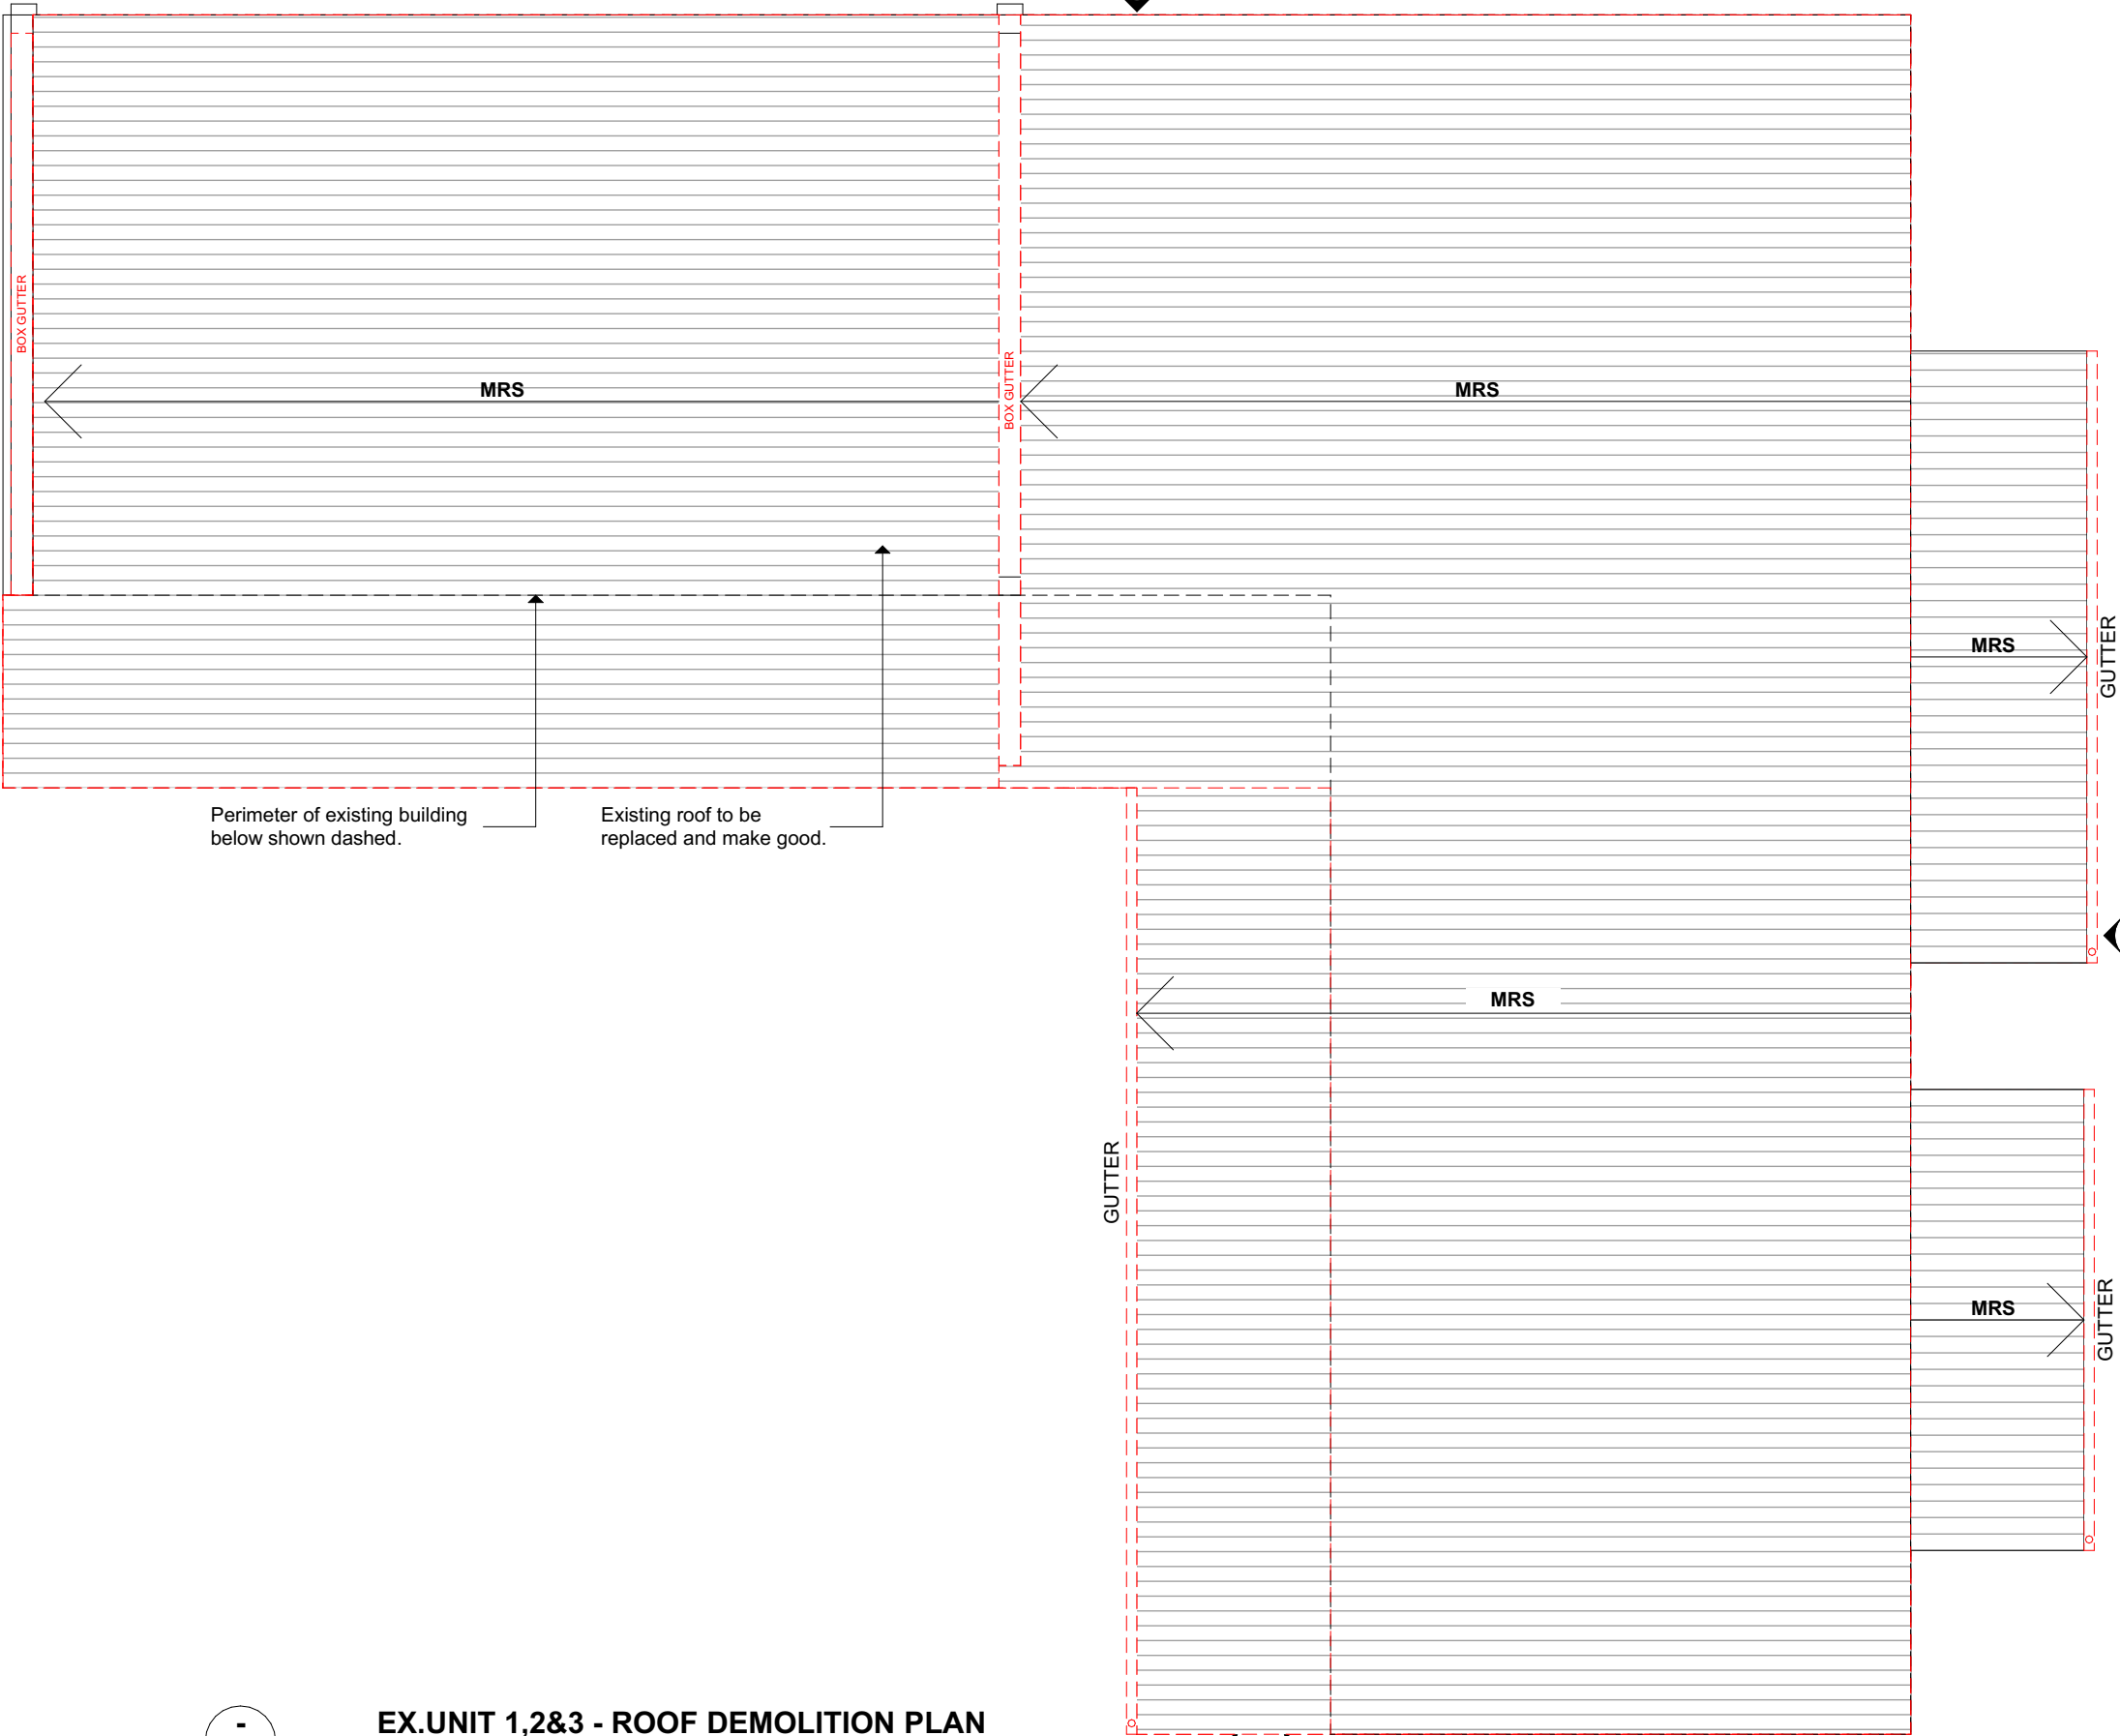 BOX GUTTER
MRS
BOX GUTTER
MRS
MRS
GUTTER
Perimeter of existing building
below shown dashed.
Existing roof to be
replaced and make good.
MRS
GUTTER
MRS
GUTTER
-
EX.UNIT 1,2&3 - ROOF DEMOLITION PLAN